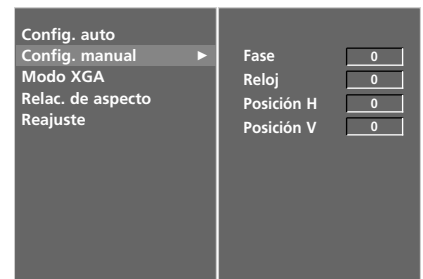 Config. auto
Config. manual ►
Modo XGA
Relac. de aspecto
Reajuste
Fase 0
Reloj 0
Posición H 0
Posición V 0